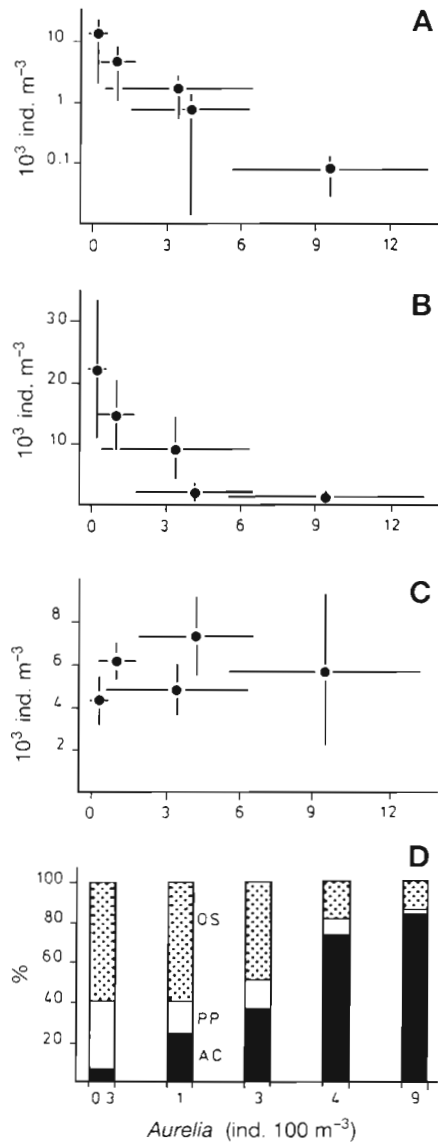 A
10
1
0.1
10³ ind. m⁻³
0 3 6 9 12
B
30
20
10
10³ ind. m⁻³
0 3 6 9 12
C
8
6
4
2
10³ ind. m⁻³
0 3 6 9 12
D
100
80
60
40
20
%
OS
PP
AC
0 3 1 3 4 9
Aurelia (ind. 100 m⁻³)